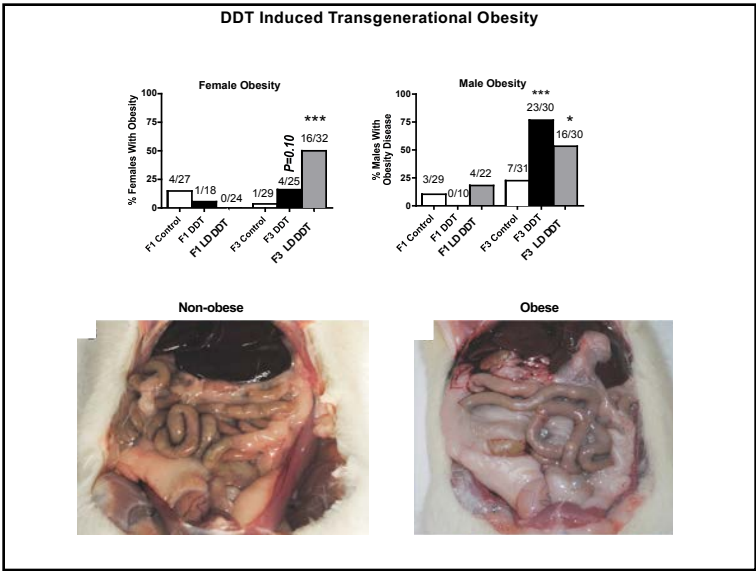 DDT Induced Transgenerational Obesity
Female Obesity
% Females With Obesity
100
75
50
25
0
4/27
1/18
0/24
1/29
P=0.10
4/25
***
16/32
F1 Control
F1 DDT
F1 LD DDT
F3 Control
F3 DDT
F3 LD DDT
Male Obesity
% Males With
Obesity Disease
100
75
50
25
0
3/29
0/10
4/22
7/31
***
23/30
*
16/30
F1 Control
F1 DDT
F1 LD DDT
F3 Control
F3 DDT
F3 LD DDT
Non-obese
Obese